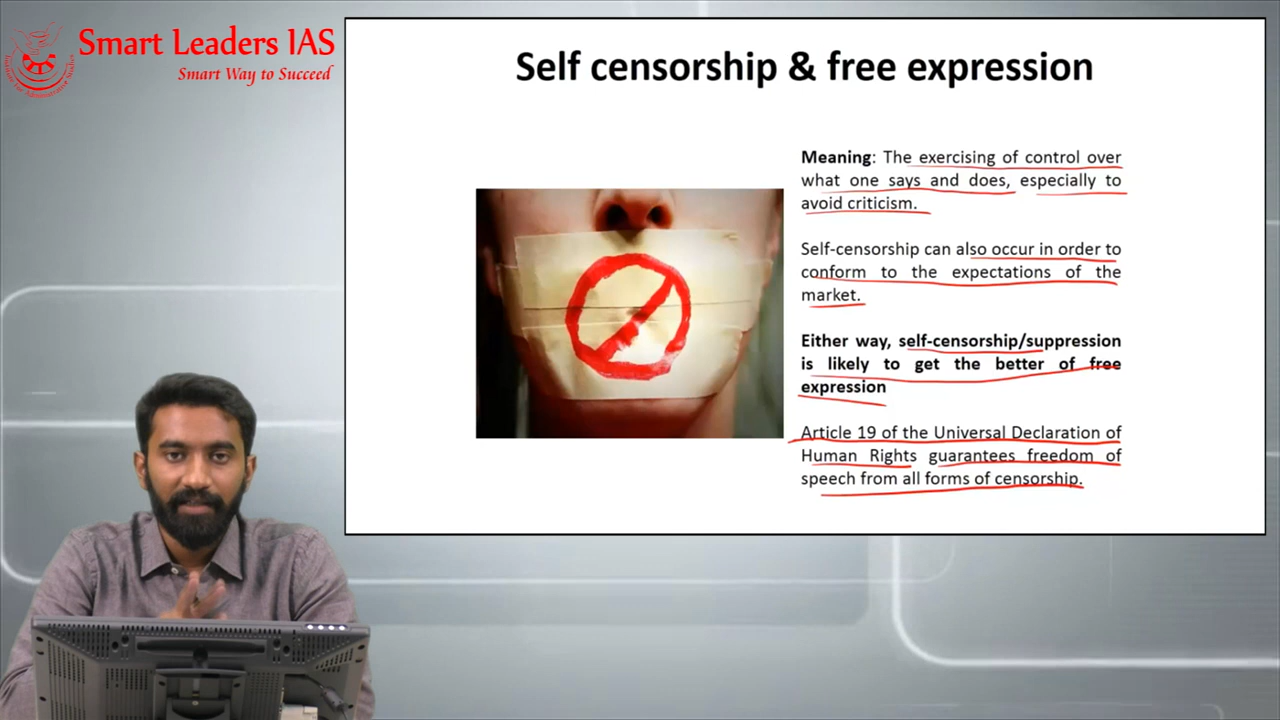 Smart Leaders IAS
Smart Way to Succeed
Self censorship & free expression
Meaning: The exercising of control over
what one says and does, especially to
avoid criticism.
Self-censorship can also occur in order to
conform to the expectations of the
market.
Either way, self-censorship/suppression
is likely to get the better of free
expression
Article 19 of the Universal Declaration of
Human Rights guarantees freedom of
speech from all forms of censorship.